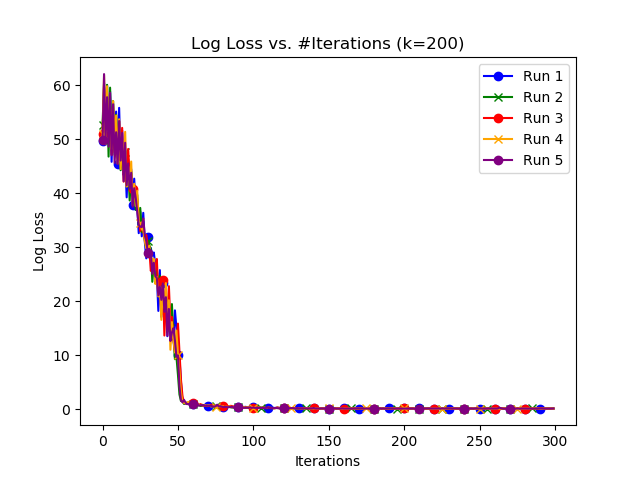 Log Loss vs. #Iterations (k=200)
Run 1
Run 2
Run 3
Run 4
Run 5
Log Loss
60
50
40
30
20
10
0
0 50 100 150 200 250 300
Iterations